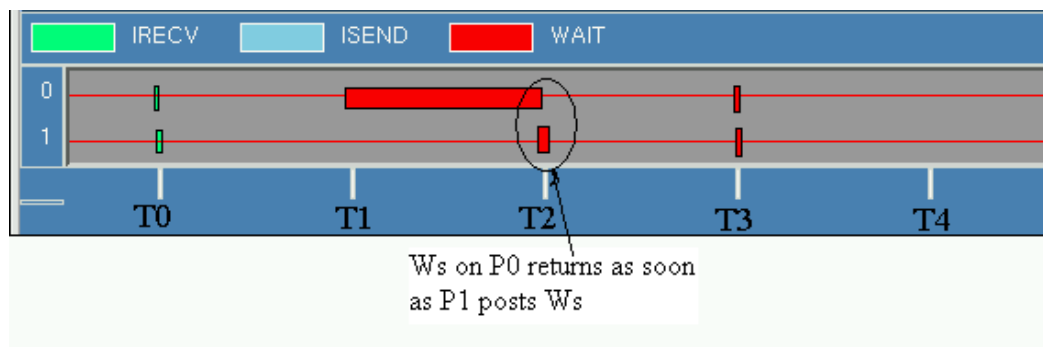 IRECV ISEND WAIT
0
1
T0 T1 T2 T3 T4
Ws on P0 returns as soon
as P1 posts Ws